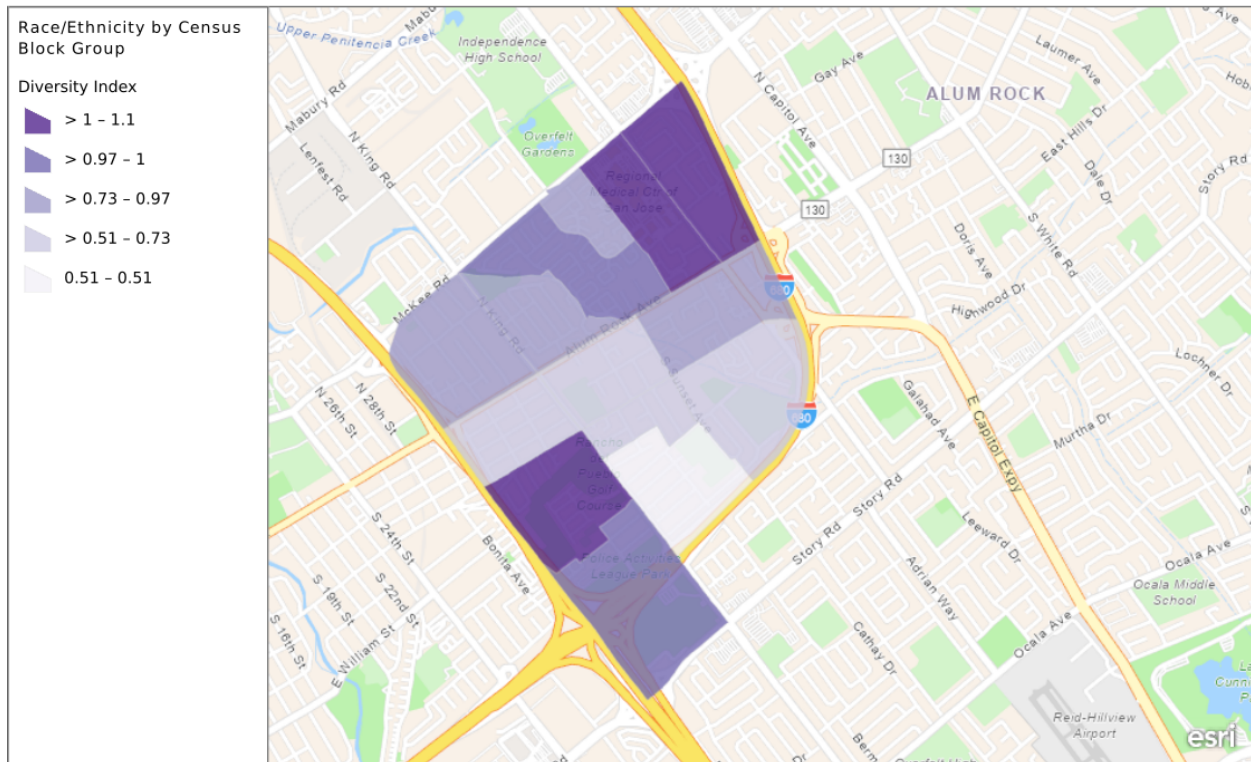 Race/Ethnicity by Census
Block Group
Diversity Index
> 1 – 1.1
> 0.97 – 1
> 0.73 – 0.97
> 0.51 – 0.73
0.51 – 0.51
Upper Penitencia Creek
Independence
High School
Mabury Rd
N King Rd
Lenfest Rd
Overfelt
Gardens
N Capitol Ave
Gay Ave
Laumer Ave
ALUM ROCK
East Hills Dr
130
Dale Dr
Story Rd
130
Regional
Medical Ctr of
San Jose
Doris Ave
S White Rd
Highwood Dr
680
McKee Rd
N King Rd
Alum Rock Ave
S Sunset Ave
Lochner Dr
N 26th St
N 28th St
Galahad Ave
E Capitol Expy
Murtha Dr
680
Rancho
del
Pueblo
Golf
Course
Story Rd
Story Rd
Leeward Dr
Ocala Ave
S 24th St
Bonita Ave
Police Activities
League Park
Adrian Way
Ocala Middle
School
S 22nd St
S 19th St
S 16th St
E William St
Cathay Dr
Ocala Ave
Reid-Hillview
Airport
Overfelt High
esri